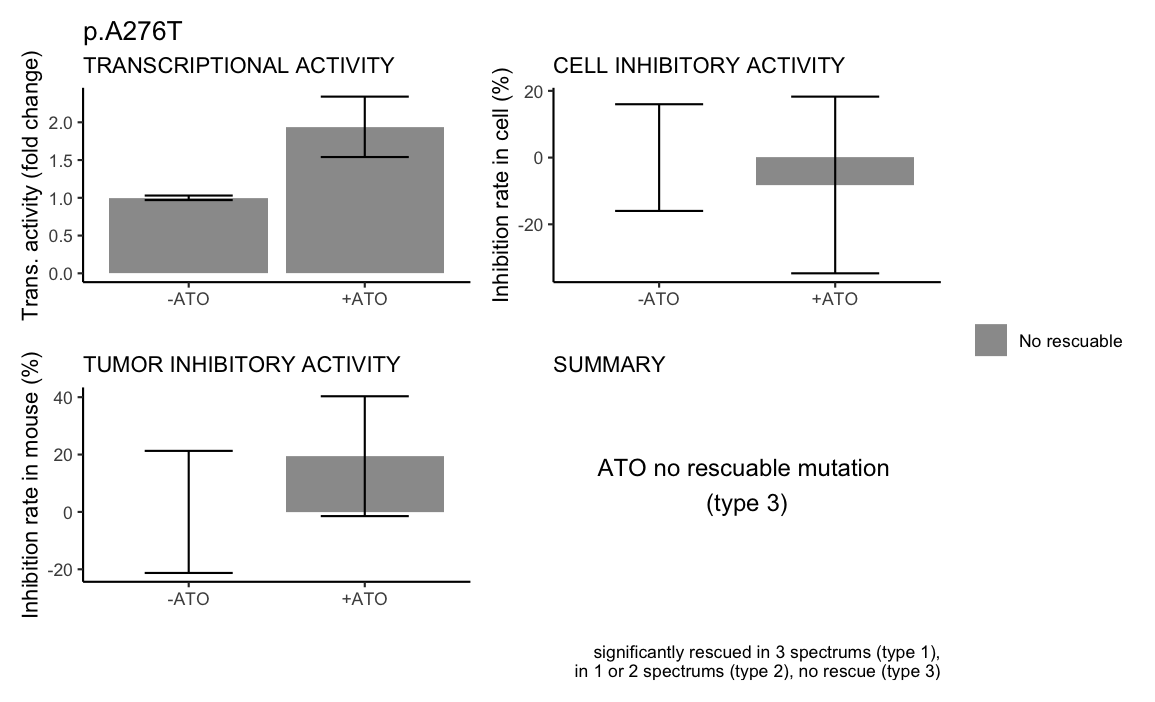 p.A276T
TRANSCRIPTIONAL ACTIVITY
Trans. activity (fold change)
2.0
1.5
1.0
0.5
0.0
-ATO
+ATO
CELL INHIBITORY ACTIVITY
Inhibition rate in cell (%)
20
0
-20
-ATO
+ATO
No rescuable
TUMOR INHIBITORY ACTIVITY
Inhibition rate in mouse (%)
40
20
0
-20
-ATO
+ATO
SUMMARY
ATO no rescuable mutation
(type 3)
significantly rescued in 3 spectrums (type 1),
in 1 or 2 spectrums (type 2), no rescue (type 3)